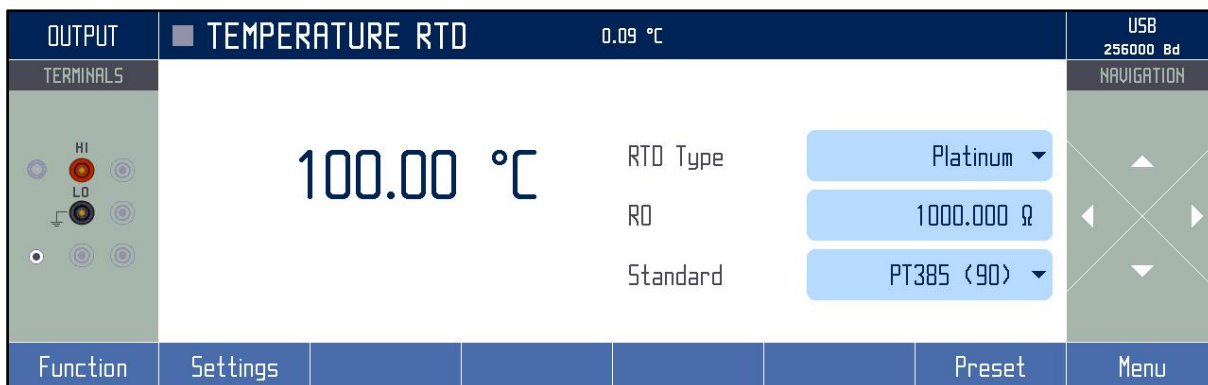 OUTPUT
TEMPERATURE RTD
0.09 °C
USB
256000 Bd
TERMINALS
NAVIGATION
HI
LO
100.00 °C
RTD Type
Platinum
R0
1000.000 Ω
Standard
PT385 (90)
Function
Settings
Preset
Menu